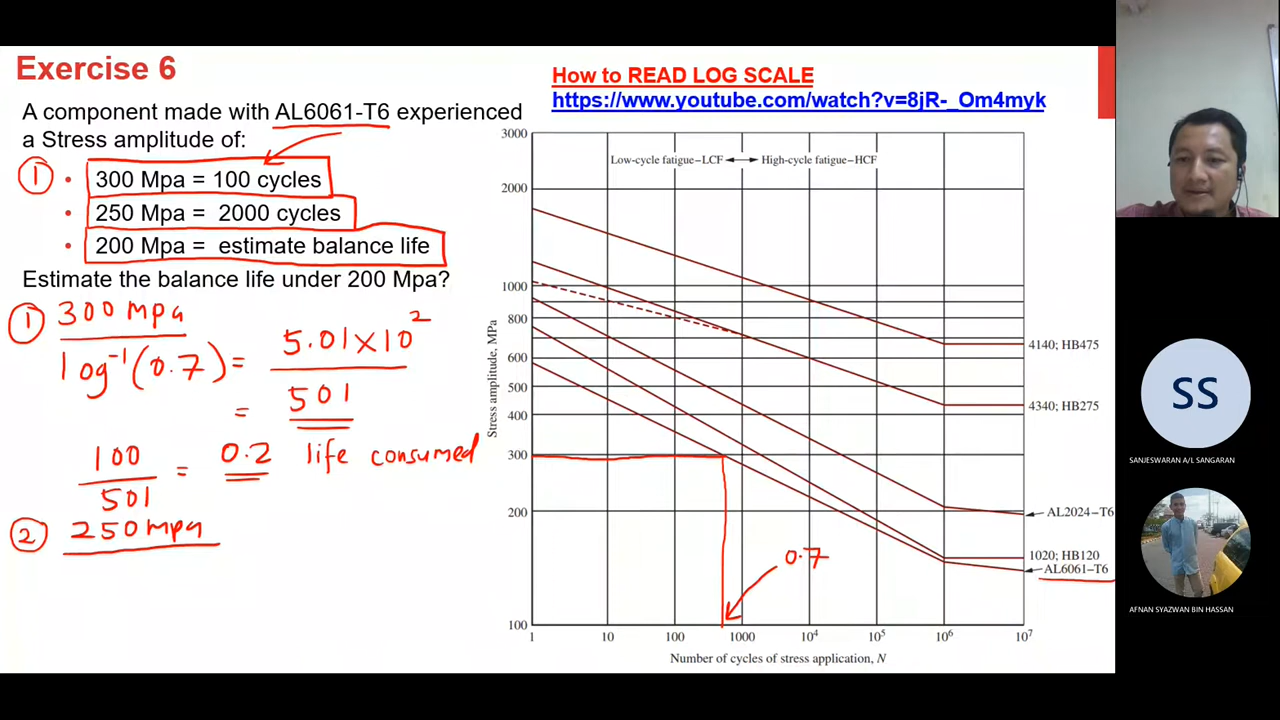 Exercise 6
A component made with AL6061-T6 experienced
a Stress amplitude of:
① • 300 Mpa = 100 cycles
• 250 Mpa = 2000 cycles
• 200 Mpa = estimate balance life
Estimate the balance life under 200 Mpa?
① 300 mpa
log⁻¹(0.7) = 5.01 x 10²
= 501
100/501 = 0.2 life consumed
② 250 mpa
How to READ LOG SCALE
https://www.youtube.com/watch?v=8jR-_Om4myk
3000
Low-cycle fatigue–LCF
High-cycle fatigue–HCF
2000
1000
800
600
500
400
300
200
100
Stress amplitude, MPa
4140; HB475
4340; HB275
AL2024–T6
1020; HB120
AL6061–T6
0.7
1 10 100 1000 10⁴ 10⁵ 10⁶ 10⁷
Number of cycles of stress application, N
SS
SANJESWARAN A/L SANGARAN
AFNAN SYAZWAN BIN HASSAN